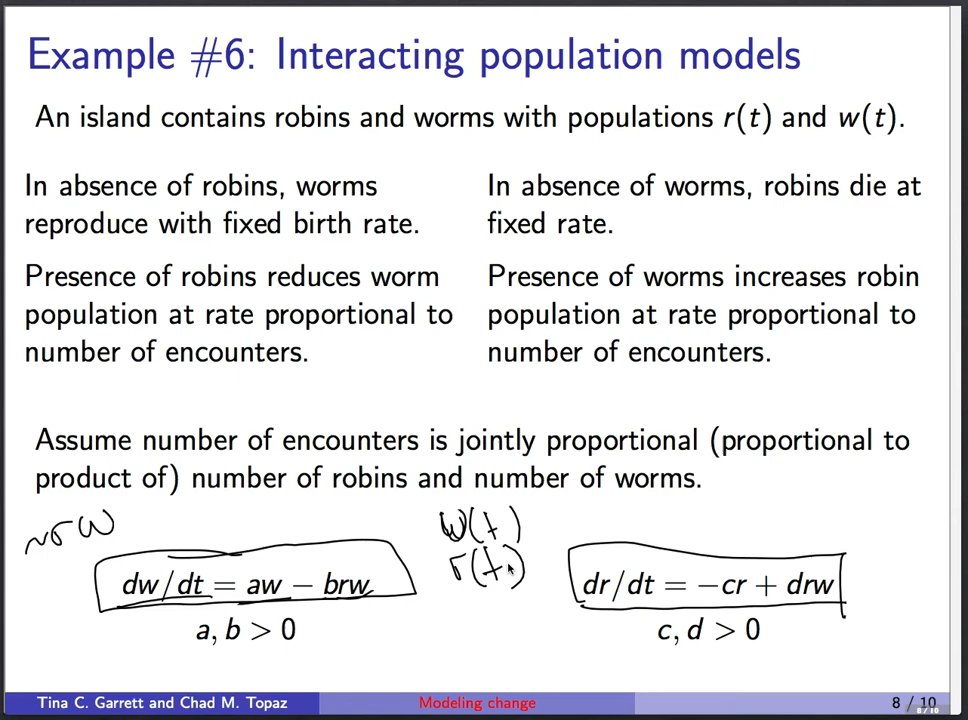 Example #6: Interacting population models
An island contains robins and worms with populations r(t) and w(t).
In absence of robins, worms
reproduce with fixed birth rate.
Presence of robins reduces worm
population at rate proportional to
number of encounters.
In absence of worms, robins die at
fixed rate.
Presence of worms increases robin
population at rate proportional to
number of encounters.
Assume number of encounters is jointly proportional (proportional to
product of) number of robins and number of worms.
~rw
dw/dt = aw − brw
a, b > 0
w(t)
r(t)
dr/dt = −cr + drw
c, d > 0
Tina C. Garrett and Chad M. Topaz
Modeling change
8 / 10
8 / 10